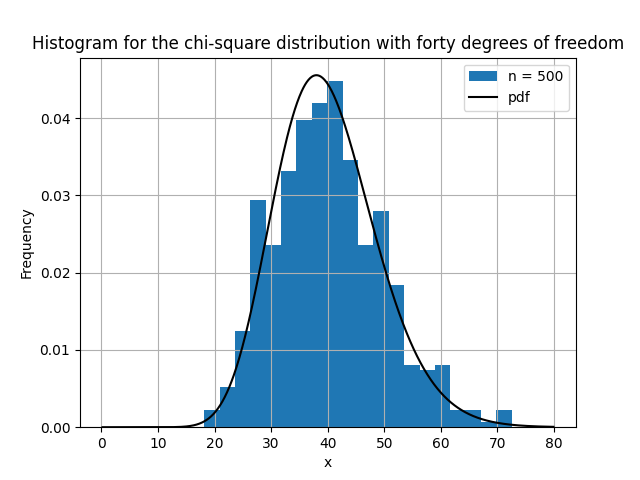 Histogram for the chi-square distribution with forty degrees of freedom
n = 500
pdf
0.04
0.03
0.02
0.01
0.00
Frequency
0 10 20 30 40 50 60 70 80
x